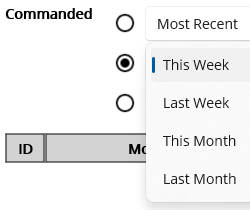 Commanded
Most Recent
This Week
Last Week
This Month
Last Month
ID